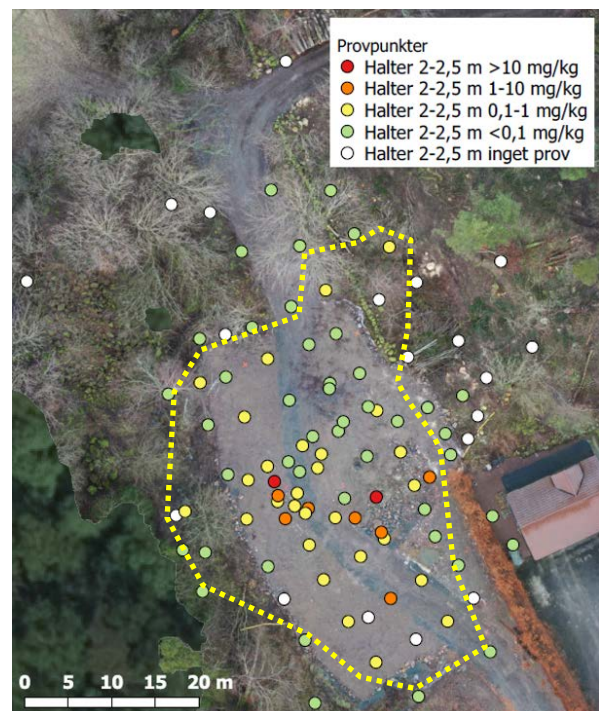 Provpunkter
Halter 2-2,5 m >10 mg/kg
Halter 2-2,5 m 1-10 mg/kg
Halter 2-2,5 m 0,1-1 mg/kg
Halter 2-2,5 m <0,1 mg/kg
Halter 2-2,5 m inget prov
0 5 10 15 20 m